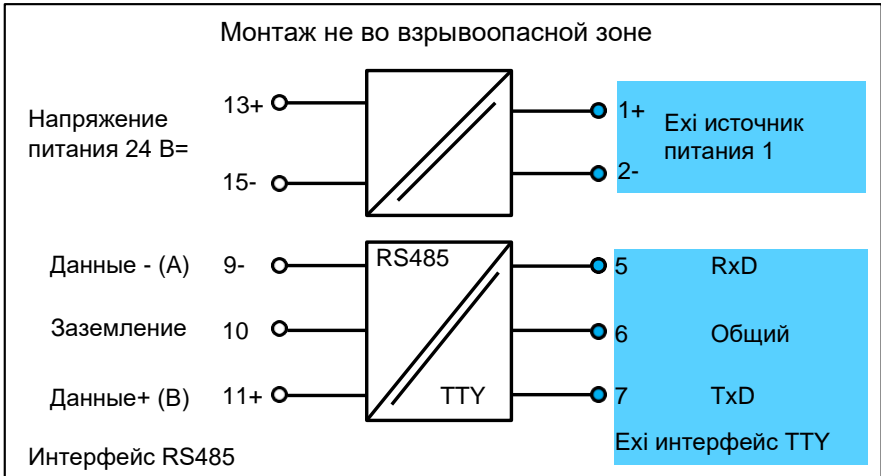 Монтаж не во взрывоопасной зоне
Напряжение
питания 24 В=
13+
15-
1+
2-
Exi источник
питания 1
Данные - (A)
9-
RS485
5
RxD
Заземление
10
6
Общий
Данные+ (B)
11+
TTY
7
TxD
Интерфейс RS485
Exi интерфейс TTY